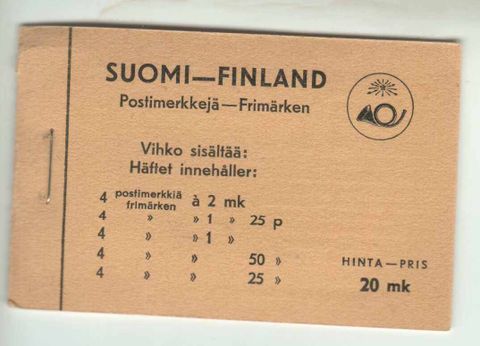 SUOMI—FINLAND
Postimerkkejä—Frimärken
Vihko sisältää:
Häftet innehåller:
4 postimerkkiä frimärken à 2 mk
4 » » 1 » 25 p
4 » » 1 »
4 » » 50 »
4 » » 25 »
HINTA—PRIS
20 mk